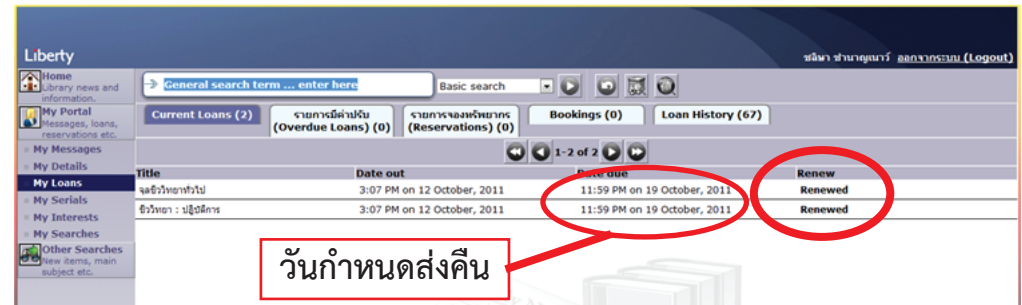 Liberty
ชลิษา ชำนาญเนาว์ ออกจากระบบ (Logout)
Home
Library news and information.
General search term ... enter here
Basic search
My Portal
Messages, loans, reservations etc.
Current Loans (2)
รายการมีค่าปรับ (Overdue Loans) (0)
รายการจองทรัพยากร (Reservations) (0)
Bookings (0)
Loan History (67)
My Messages
1-2 of 2
My Details
Title Date out Date due Renew
My Loans
จุลชีววิทยาทั่วไป 3:07 PM on 12 October, 2011 11:59 PM on 19 October, 2011 Renewed
My Serials
ชีววิทยา : ปฏิบัติการ 3:07 PM on 12 October, 2011 11:59 PM on 19 October, 2011 Renewed
My Interests
My Searches
Other Searches
New items, main subject etc.
วันกำหนดส่งคืน